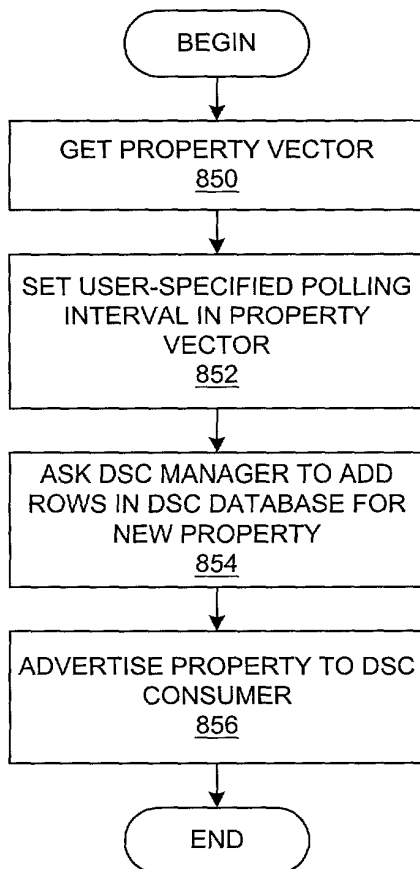 BEGIN
GET PROPERTY VECTOR
850
SET USER-SPECIFIED POLLING
INTERVAL IN PROPERTY
VECTOR
852
ASK DSC MANAGER TO ADD
ROWS IN DSC DATABASE FOR
NEW PROPERTY
854
ADVERTISE PROPERTY TO DSC
CONSUMER
856
END